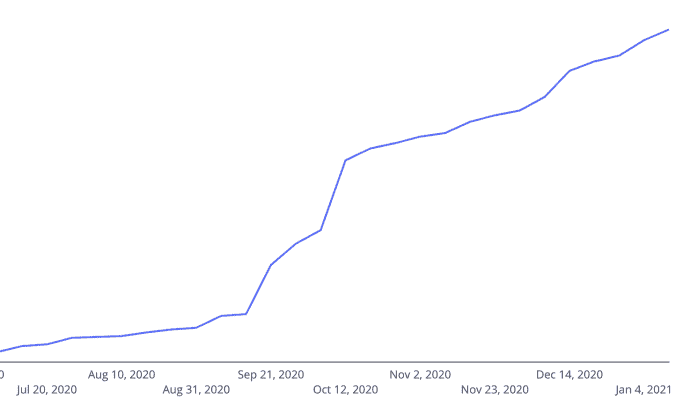 0
Aug 10, 2020
Sep 21, 2020
Nov 2, 2020
Dec 14, 2020
Jul 20, 2020
Aug 31, 2020
Oct 12, 2020
Nov 23, 2020
Jan 4, 2021